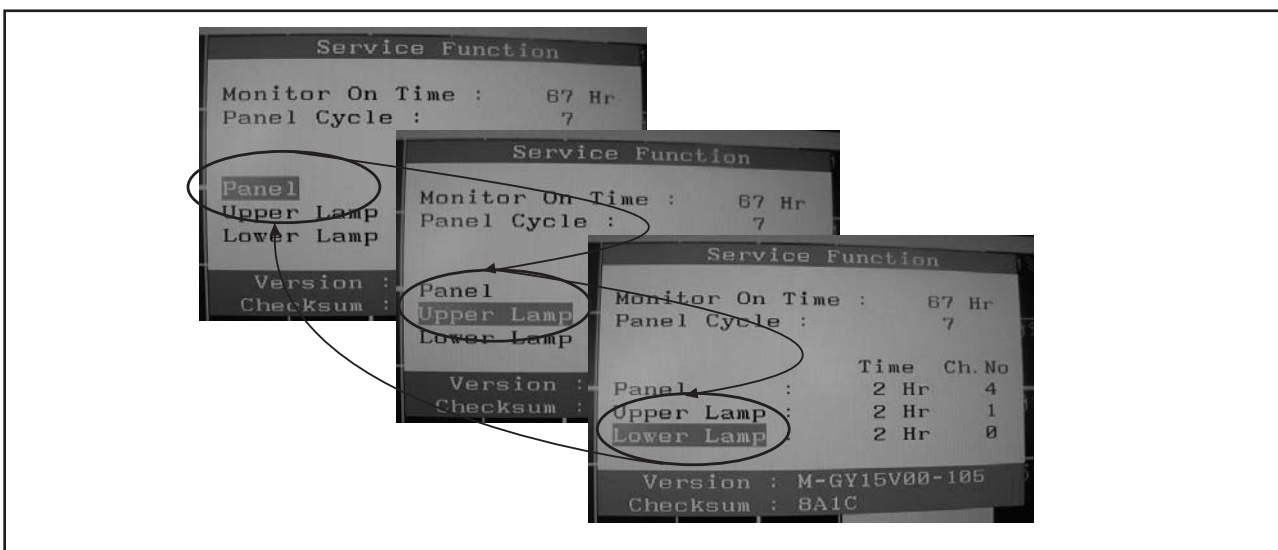 Service Function
Monitor On Time : 67 Hr
Panel Cycle : 7
Panel
Upper Lamp
Lower Lamp
Version :
Checksum :
Service Function
Monitor On Time : 67 Hr
Panel Cycle : 7
Panel
Upper Lamp
Lower Lamp
Version :
Checksum :
Service Function
Monitor On Time : 67 Hr
Panel Cycle : 7
Time Ch.No
Panel : 2 Hr 4
Upper Lamp : 2 Hr 1
Lower Lamp : 2 Hr 0
Version : M-GY15V00-105
Checksum : 8A1C